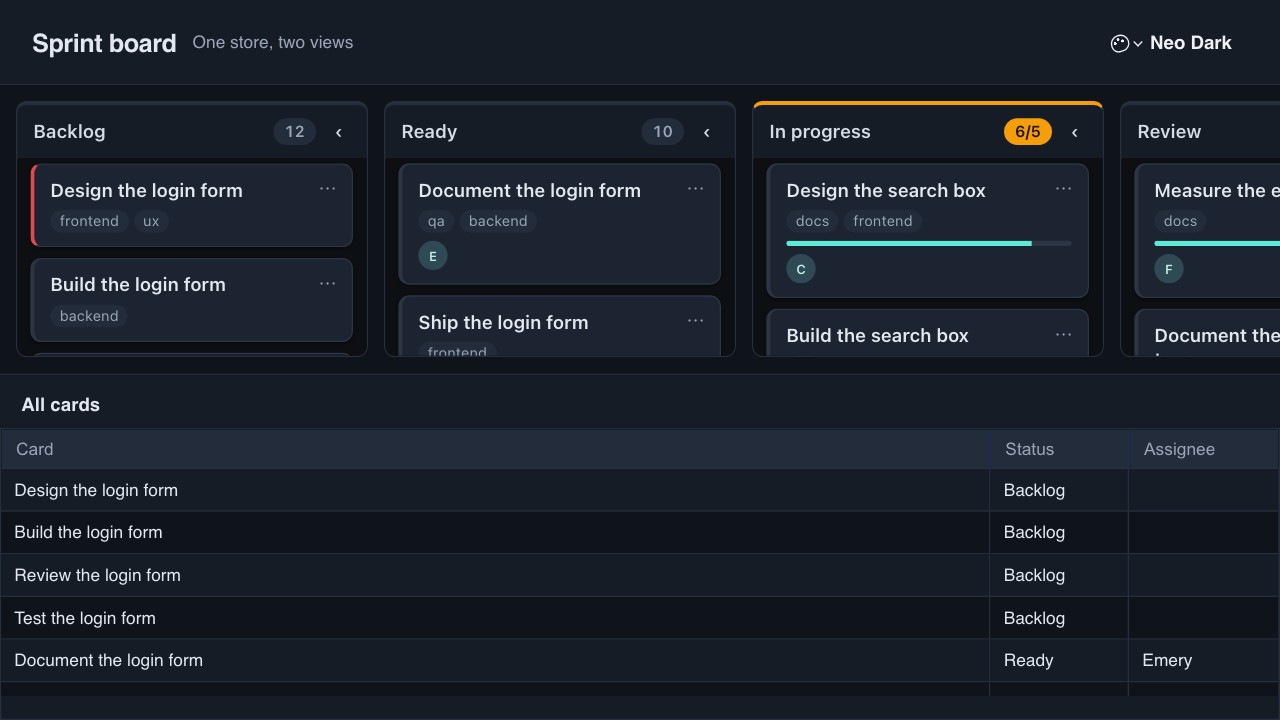 Sprint board One store, two views Neo Dark
Backlog 12
Design the login form
frontend ux
Build the login form
backend
Ready 10
Document the login form
qa backend
E
Ship the login form
frontend
In progress 6/5
Design the search box
docs frontend
C
Build the search box
Review
Measure the e
docs
F
Document the
All cards
Card Status Assignee
Design the login form Backlog
Build the login form Backlog
Review the login form Backlog
Test the login form Backlog
Document the login form Ready Emery